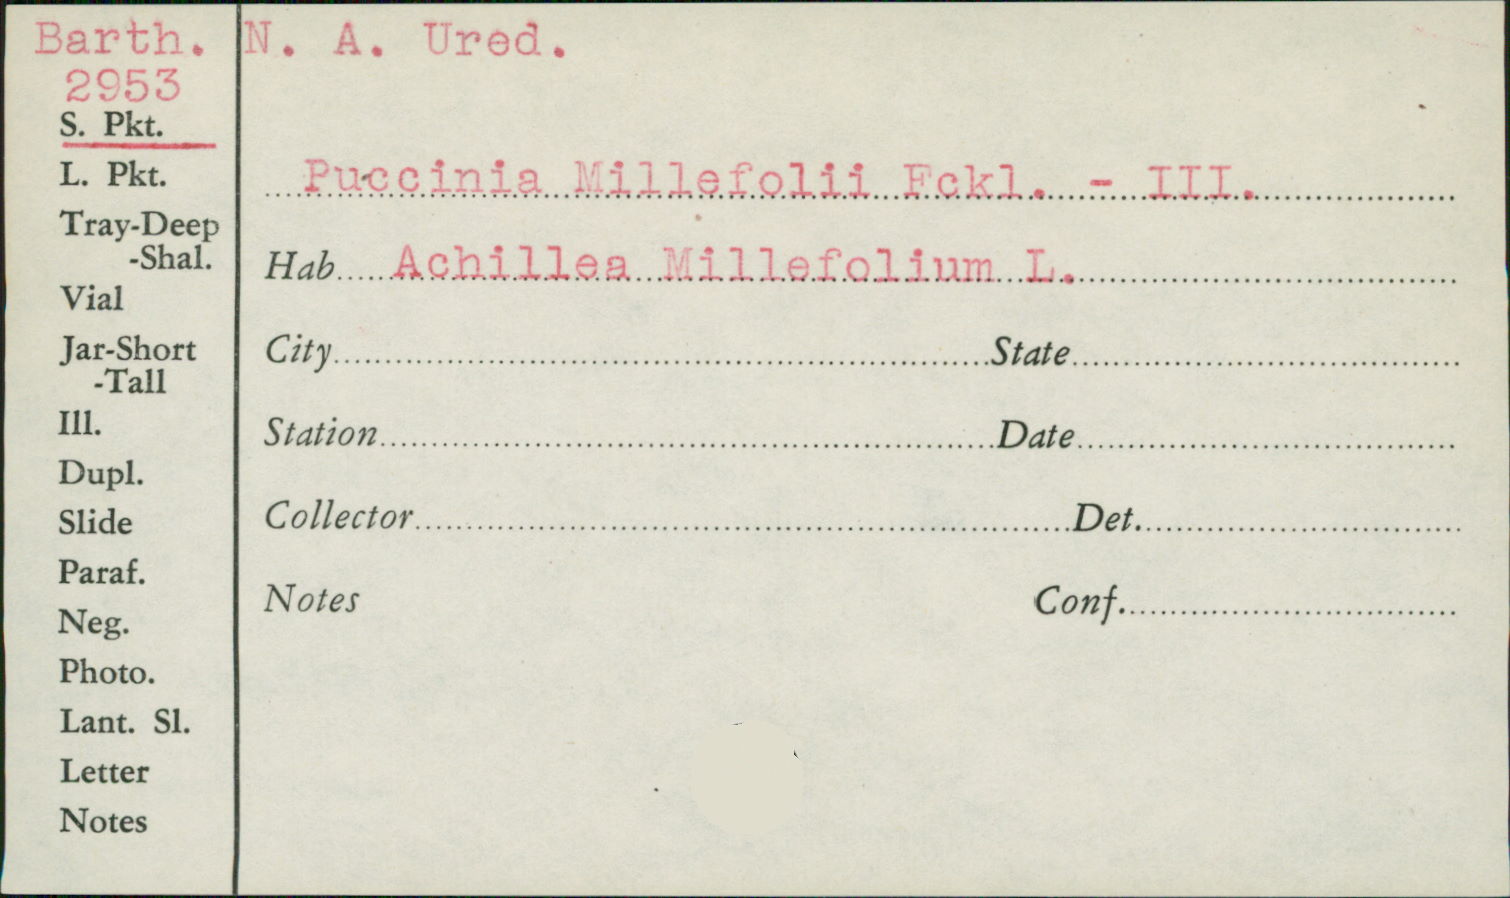 Barth. N. A. Ured.
2953
S. Pkt.
L. Pkt.
Tray-Deep
-Shal.
Vial
Jar-Short
-Tall
Ill.
Dupl.
Slide
Paraf.
Neg.
Photo.
Lant. Sl.
Letter
Notes
Puccinia Millefolii Fckl. - III.
Hab. Achillea Millefolium L.
City State
Station Date
Collector Det.
Notes Conf.